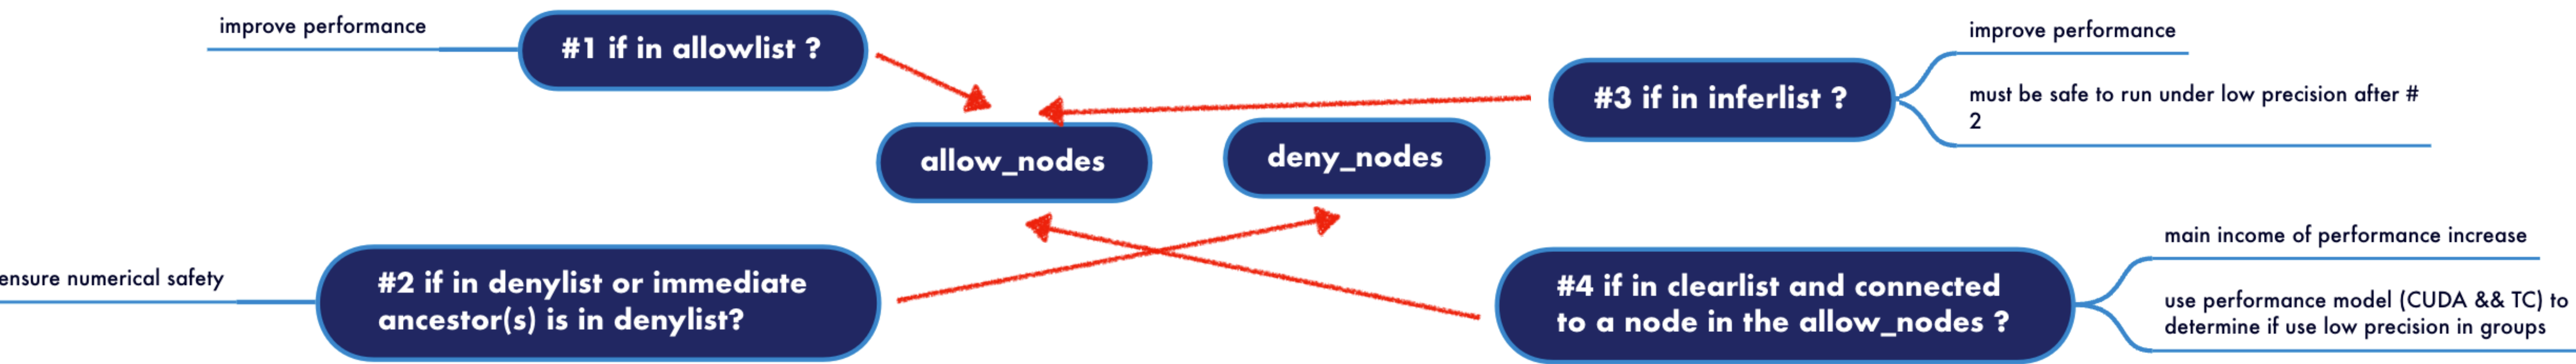 improve performance
#1 if in allowlist ?
improve performance
#3 if in inferlist ?
must be safe to run under low precision after #
2
allow_nodes
deny_nodes
ensure numerical safety
#2 if in denylist or immediate
ancestor(s) is in denylist?
#4 if in clearlist and connected
to a node in the allow_nodes ?
main income of performance increase
use performance model (CUDA && TC) to
determine if use low precision in groups